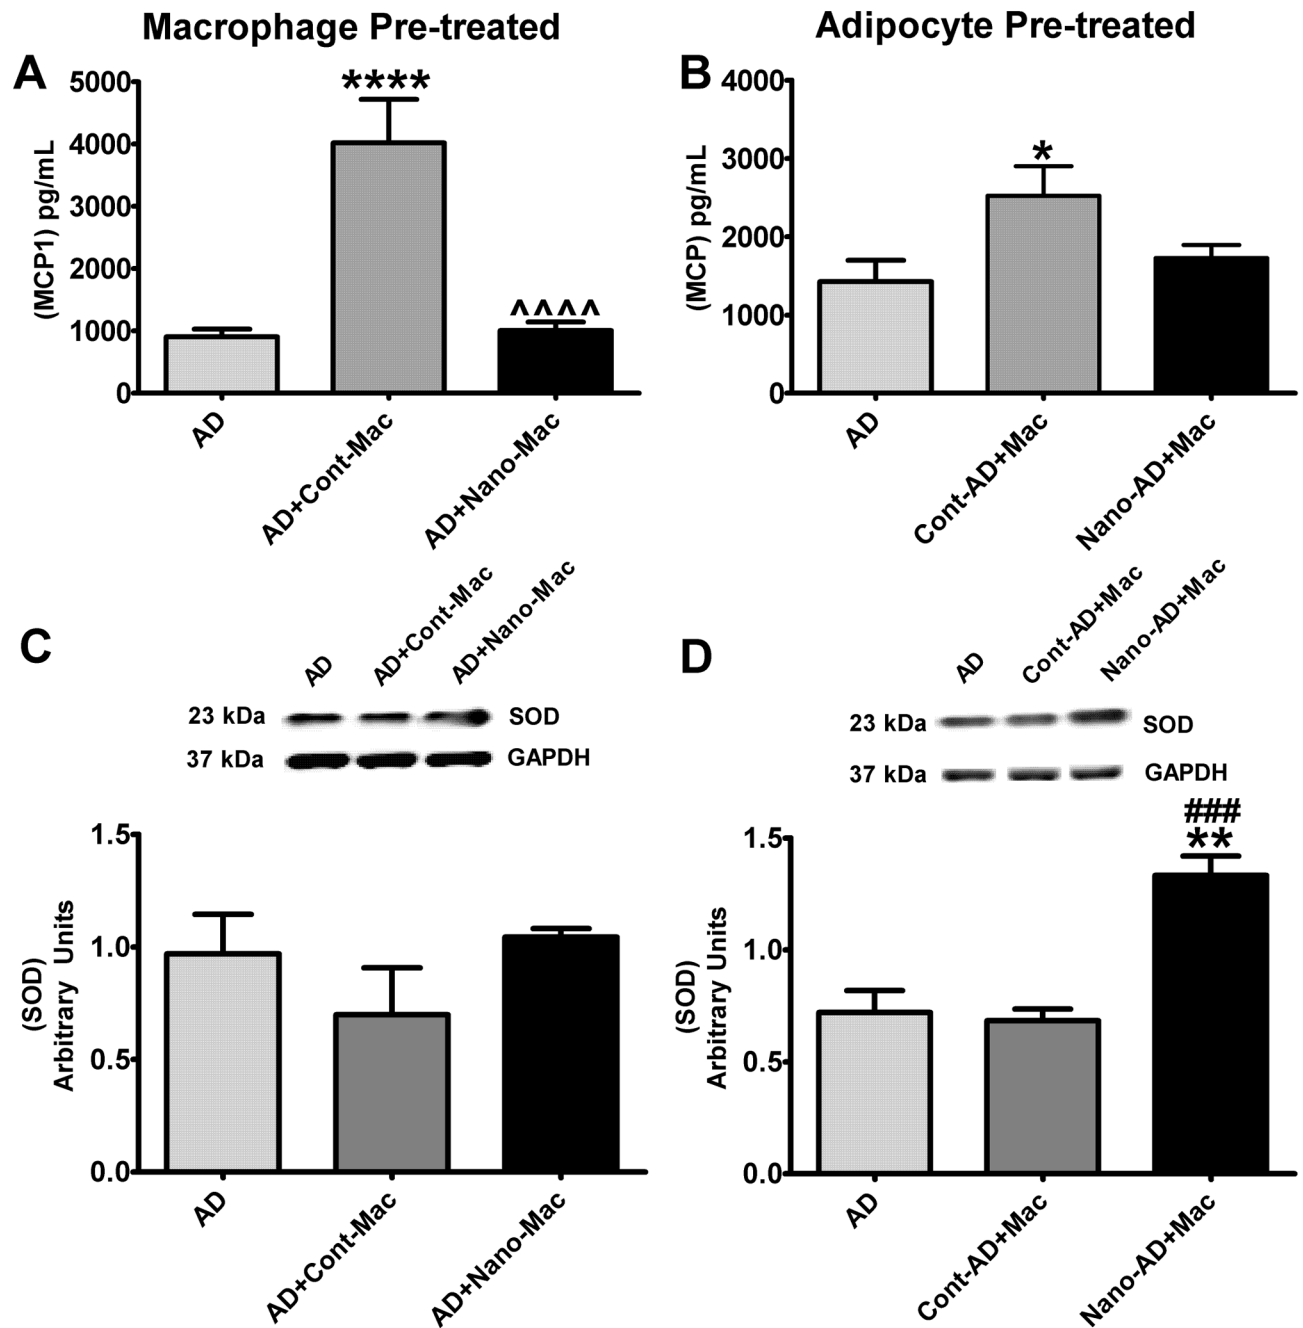 Macrophage Pre-treated
Adipocyte Pre-treated
A
(MCP1) pg/mL
5000
4000
3000
2000
1000
0
****
^^^^
AD
AD+Cont-Mac
AD+Nano-Mac
B
(MCP) pg/mL
4000
3000
2000
1000
0
*
AD
Cont-AD+Mac
Nano-AD+Mac
C
AD
AD+Cont-Mac
AD+Nano-Mac
23 kDa
SOD
37 kDa
GAPDH
(SOD)
Arbitrary Units
1.5
1.0
0.5
0.0
AD
AD+Cont-Mac
AD+Nano-Mac
D
AD
Cont-AD+Mac
Nano-AD+Mac
23 kDa
SOD
37 kDa
GAPDH
(SOD)
Arbitrary Units
1.5
1.0
0.5
0.0
###
**
AD
Cont-AD+Mac
Nano-AD+Mac